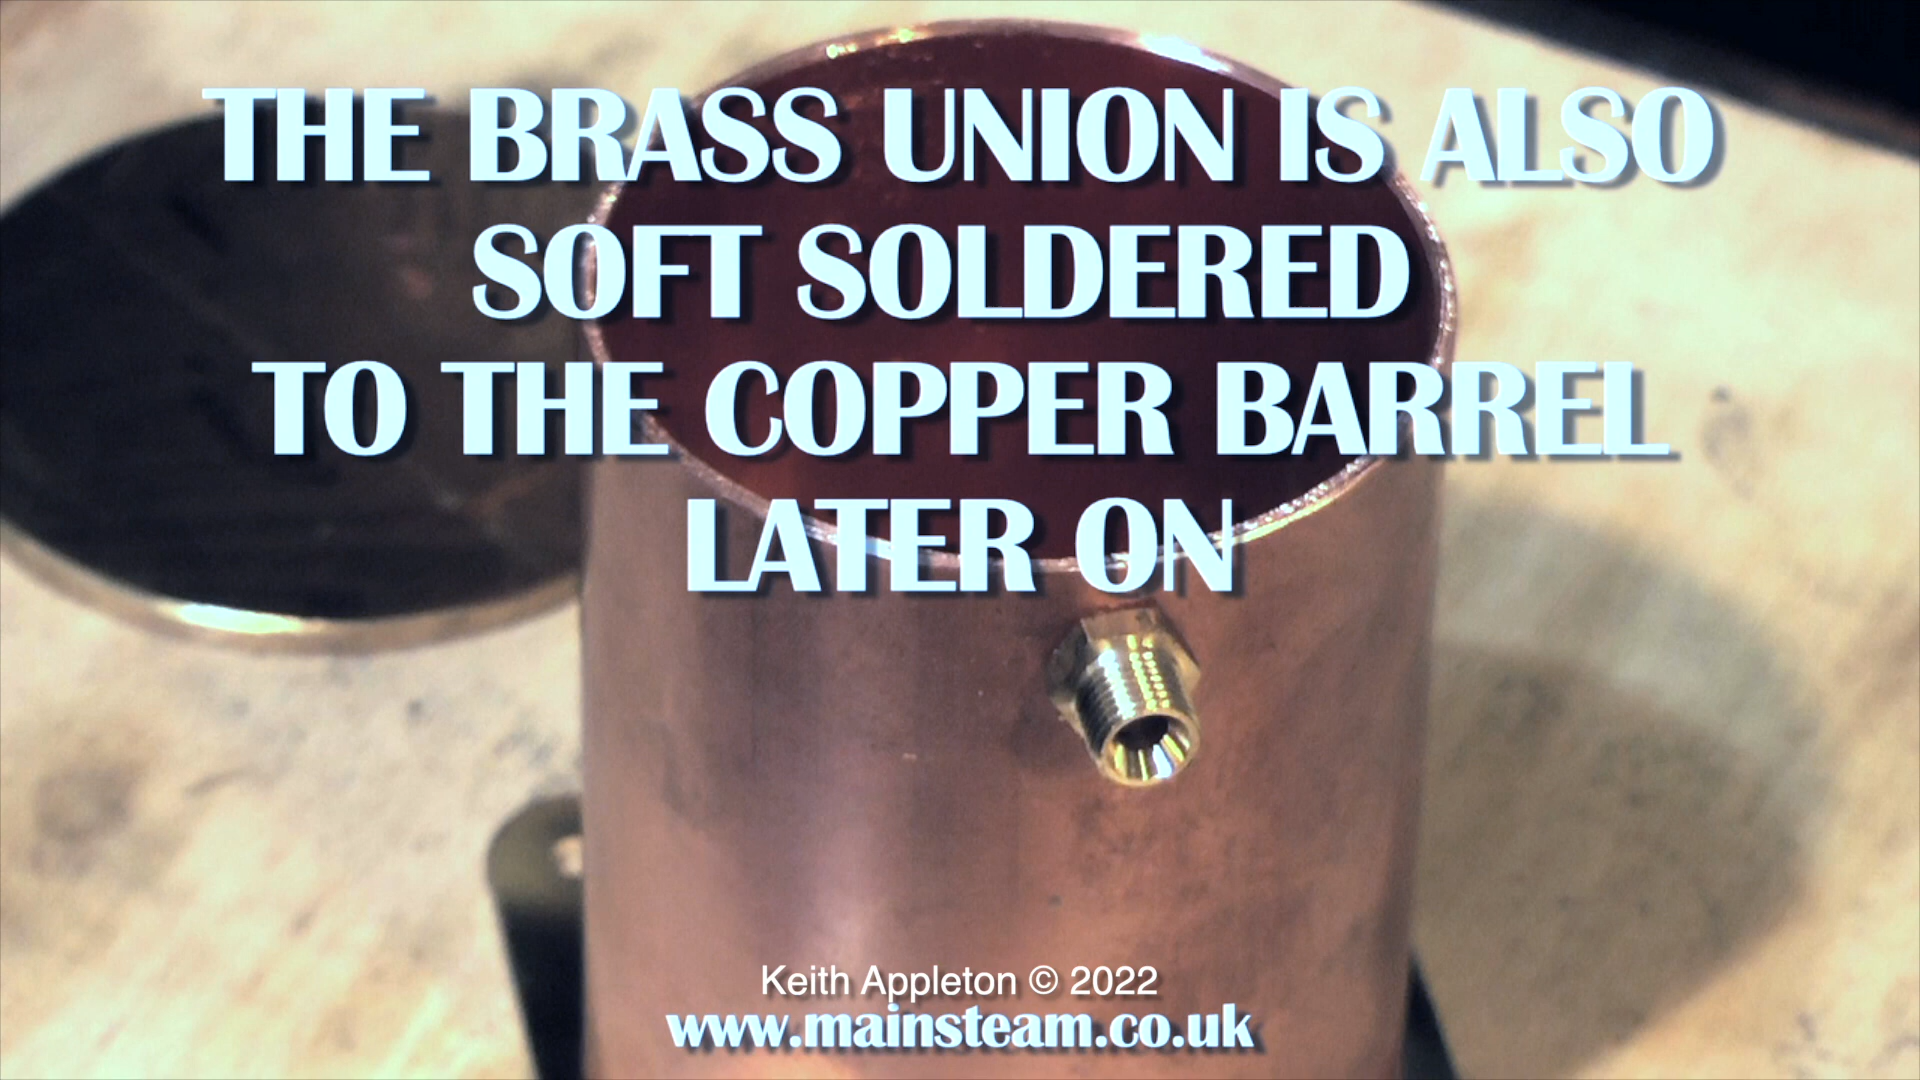 THE BRASS UNION IS ALSO
SOFT SOLDERED
TO THE COPPER BARREL
LATER ON
Keith Appleton © 2022
www.mainsteam.co.uk